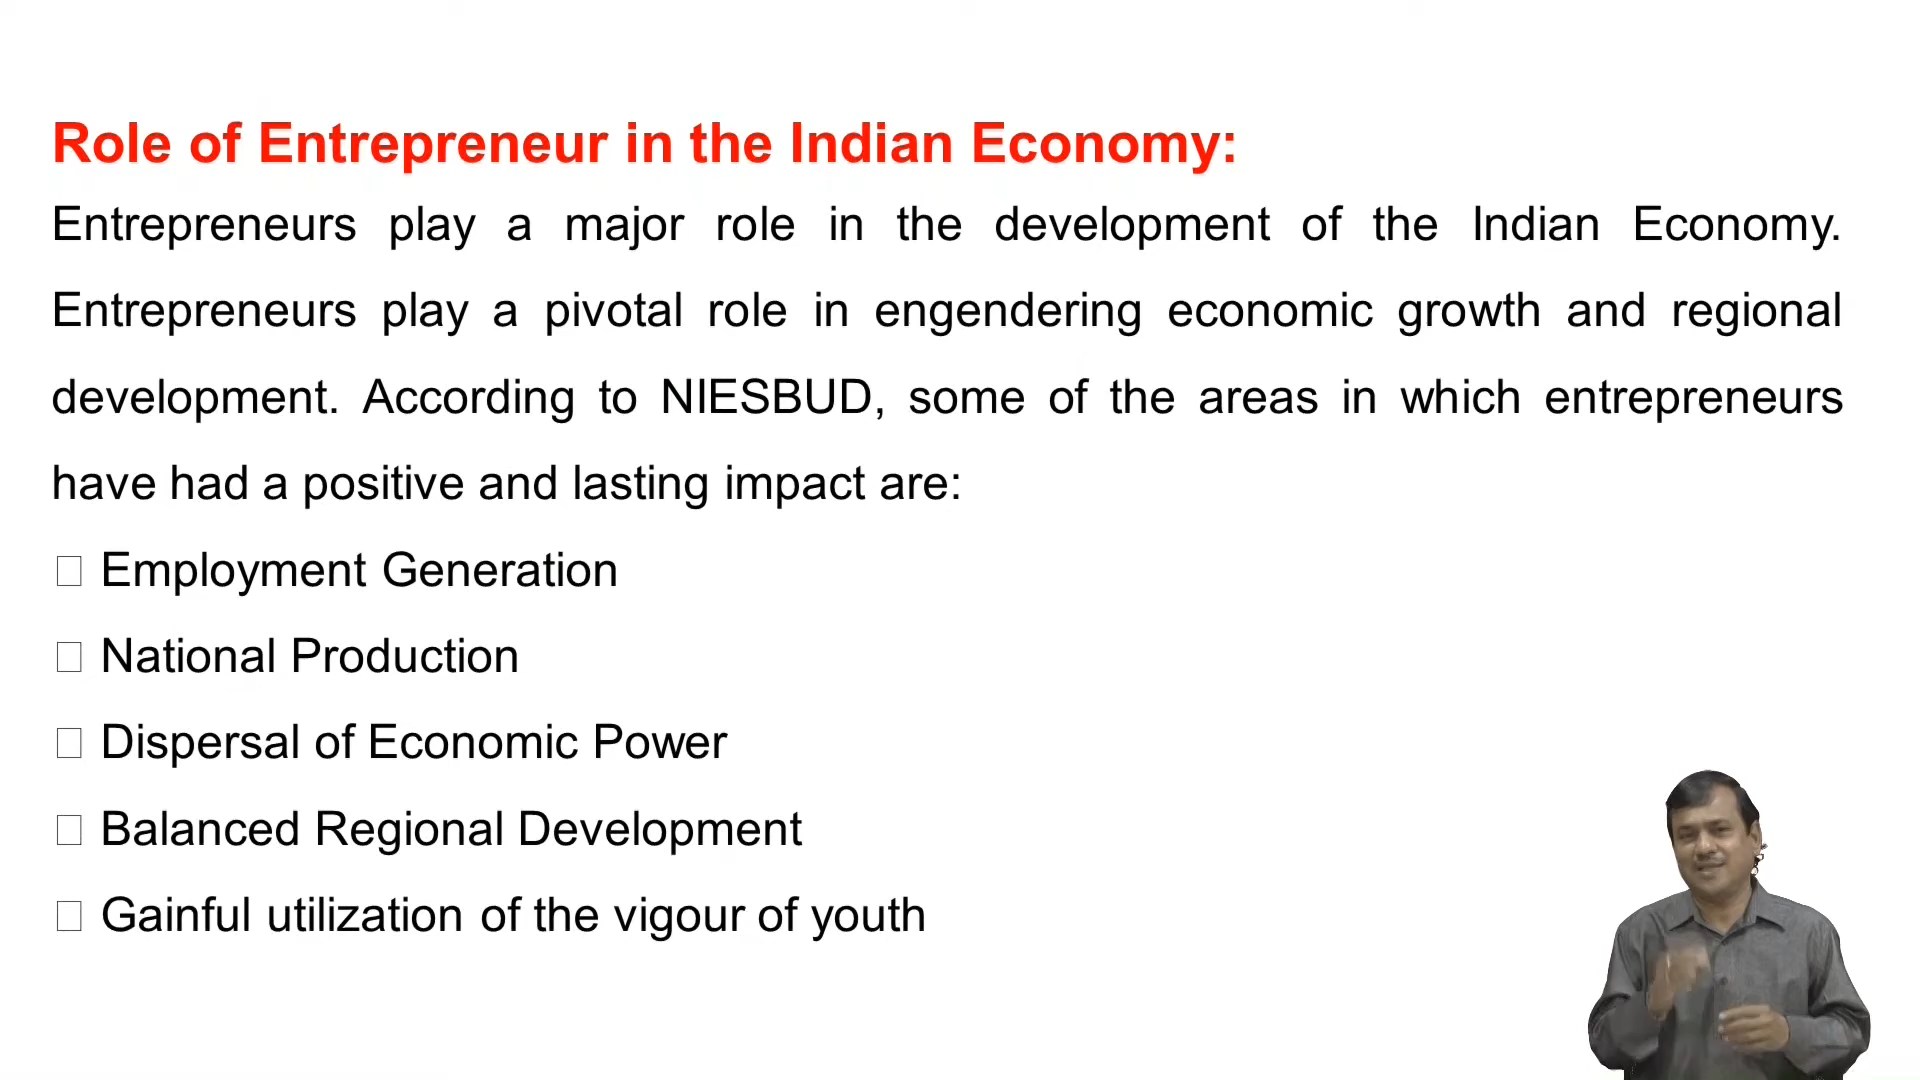 Role of Entrepreneur in the Indian Economy:
Entrepreneurs play a major role in the development of the Indian Economy.
Entrepreneurs play a pivotal role in engendering economic growth and regional
development. According to NIESBUD, some of the areas in which entrepreneurs
have had a positive and lasting impact are:
Employment Generation
National Production
Dispersal of Economic Power
Balanced Regional Development
Gainful utilization of the vigour of youth